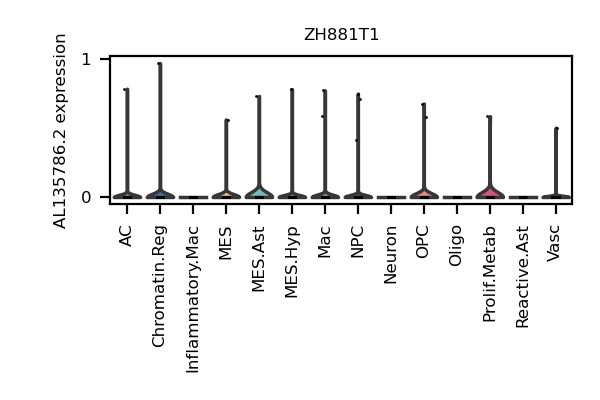 ZH881T1
AL135786.2 expression
1
0
AC
Chromatin.Reg
Inflammatory.Mac
MES
MES.Ast
MES.Hyp
Mac
NPC
Neuron
OPC
Oligo
Prolif.Metab
Reactive.Ast
Vasc